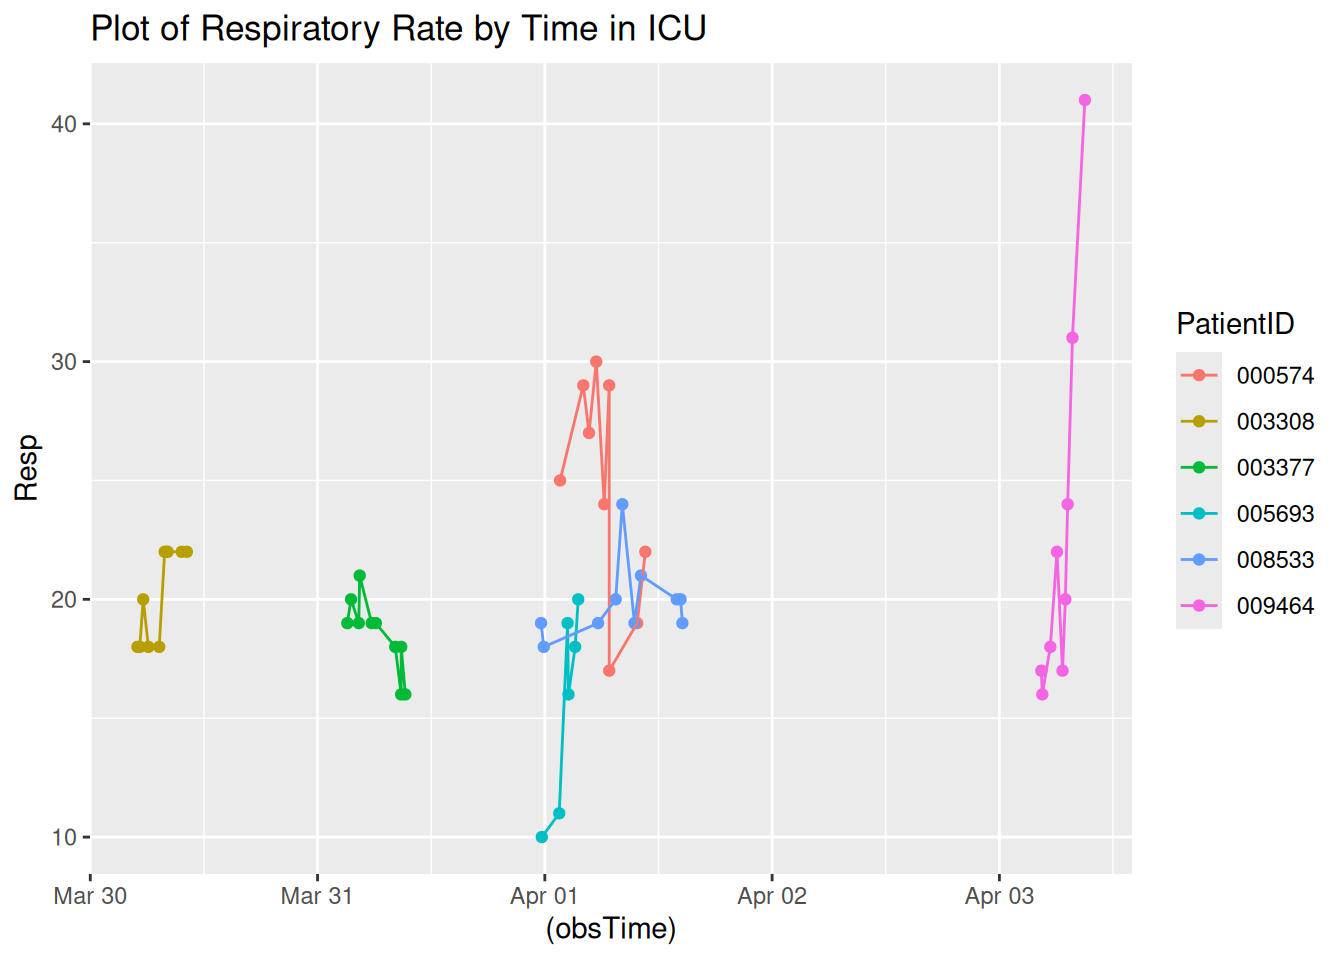 Plot of Respiratory Rate by Time in ICU
Resp
40
30
20
10
Mar 30 Mar 31 Apr 01 Apr 02 Apr 03
(obsTime)
PatientID
000574
003308
003377
005693
008533
009464